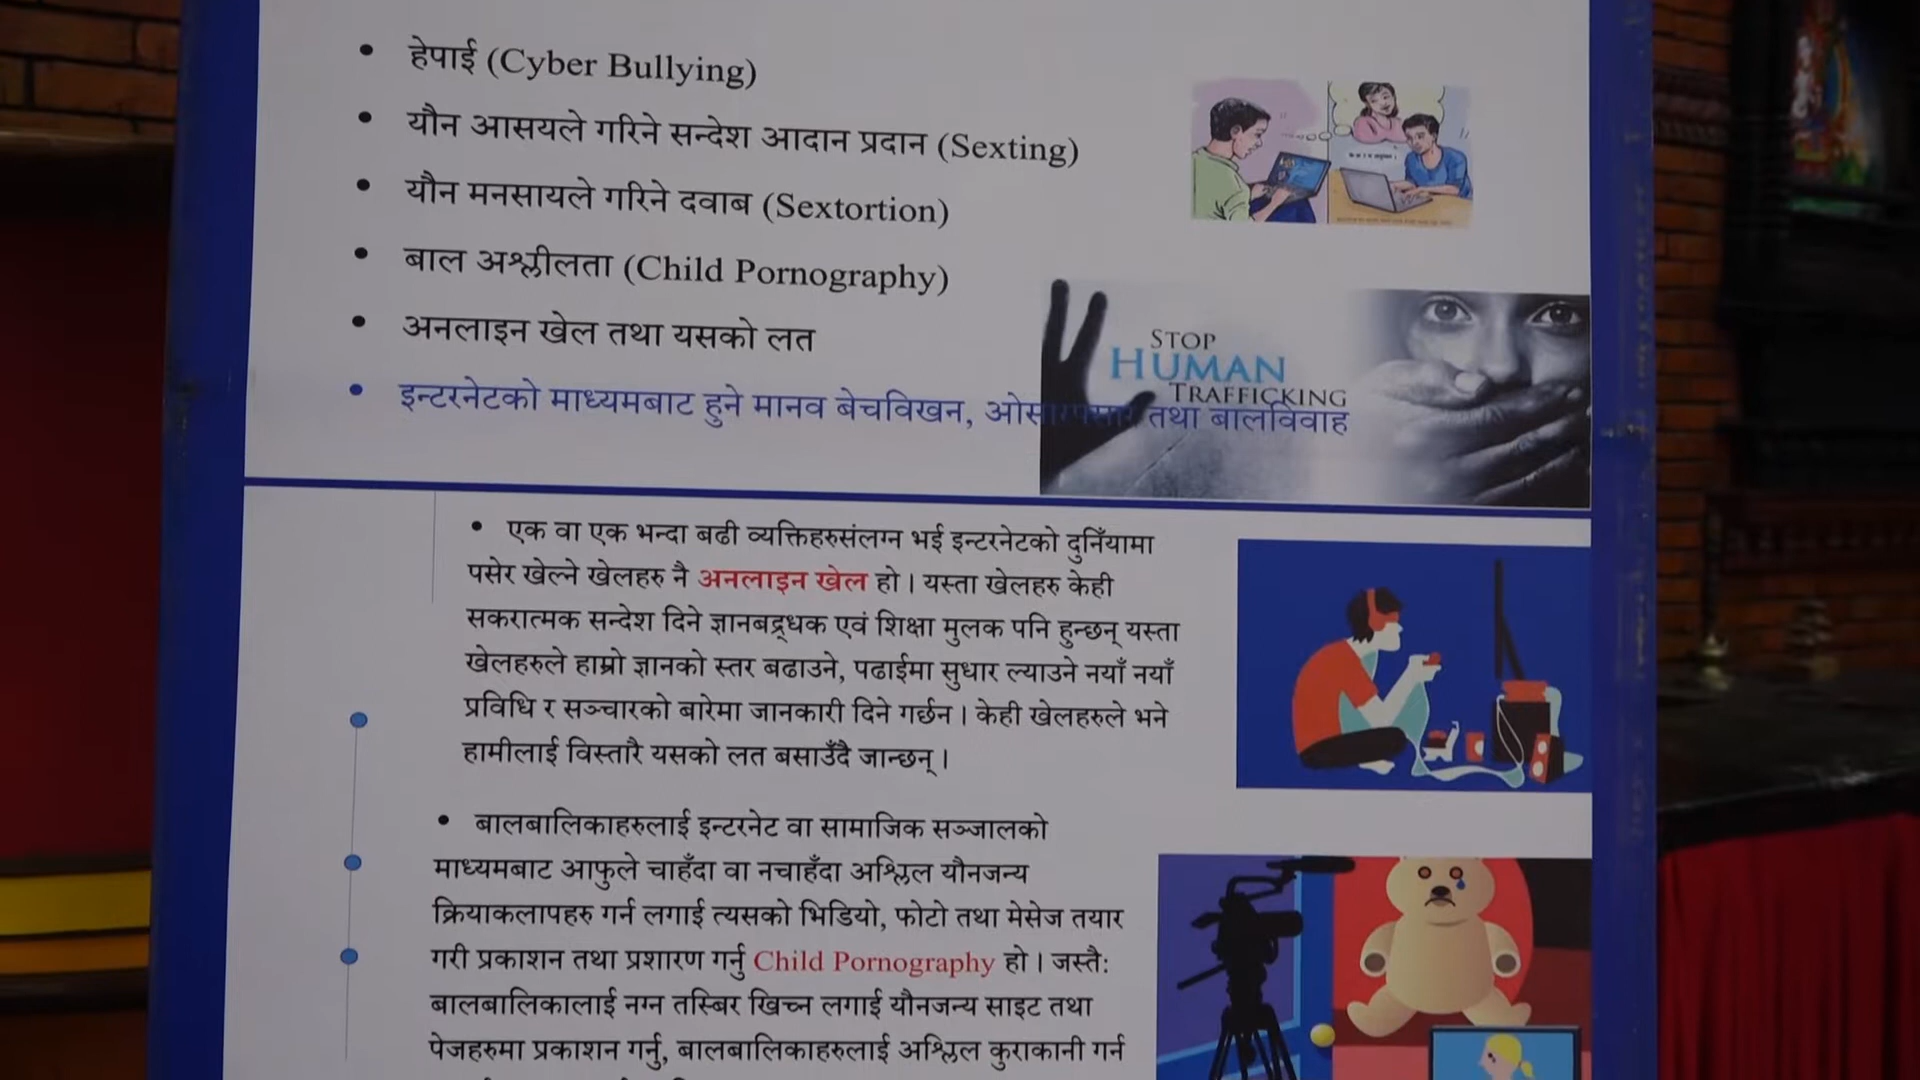 • हेपाई (Cyber Bullying)
• यौन आसयले गरिने सन्देश आदान प्रदान (Sexting)
• यौन मनसायले गरिने दवाब (Sextortion)
• बाल अश्लीलता (Child Pornography)
• अनलाइन खेल तथा यसको लत
STOP
HUMAN
TRAFFICKING
• इन्टरनेटको माध्यमबाट हुने मानव बेचविखन, ओसारपसार तथा बालविवाह
• एक वा एक भन्दा बढी व्यक्तिहरुसंलग्न भई इन्टरनेटको दुनिँयामा
पसेर खेल्ने खेलहरु नै अनलाइन खेल हो । यस्ता खेलहरु केही
सकरात्मक सन्देश दिने ज्ञानबद्र्धक एवं शिक्षा मुलक पनि हुन्छन् यस्ता
खेलहरुले हाम्रो ज्ञानको स्तर बढाउने, पढाईमा सुधार ल्याउने नयाँ नयाँ
प्रविधि र सञ्चारको बारेमा जानकारी दिने गर्छन । केही खेलहरुले भने
हामीलाई विस्तारै यसको लत बसाउँदै जान्छन् ।
• बालबालिकाहरुलाई इन्टरनेट वा सामाजिक सञ्जालको
माध्यमबाट आफुले चाहँदा वा नचाहँदा अश्लिल यौनजन्य
क्रियाकलापहरु गर्न लगाई त्यसको भिडियो, फोटो तथा मेसेज तयार
गरी प्रकाशन तथा प्रशारण गर्नु Child Pornography हो । जस्तै:
बालबालिकालाई नग्न तस्बिर खिच्न लगाई यौनजन्य साइट तथा
पेजहरुमा प्रकाशन गर्नु, बालबालिकाहरुलाई अश्लिल कुराकानी गर्न